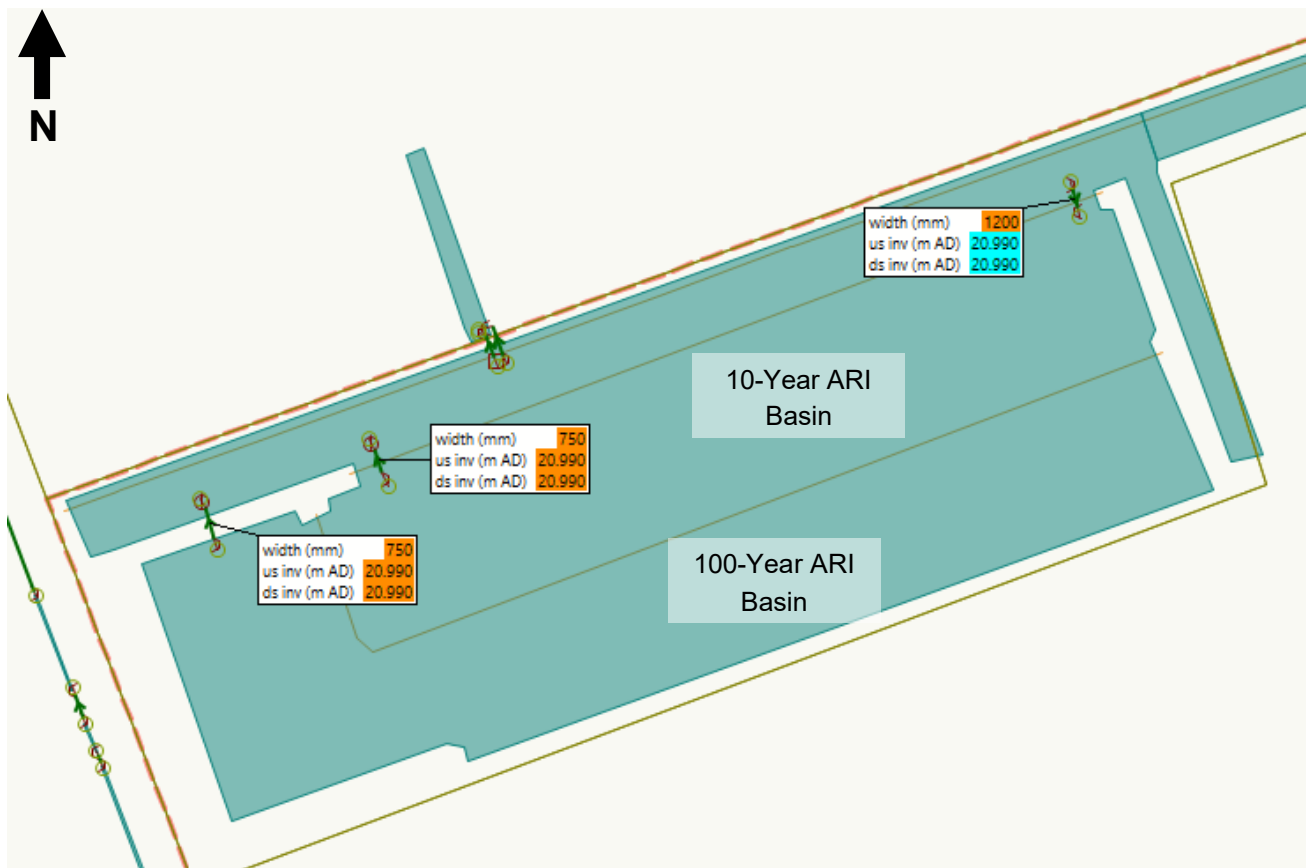 N
width (mm) 1200
us inv (m AD) 20.990
ds inv (m AD) 20.990
10-Year ARI
Basin
width (mm) 750
us inv (m AD) 20.990
ds inv (m AD) 20.990
width (mm) 750
us inv (m AD) 20.990
ds inv (m AD) 20.990
100-Year ARI
Basin